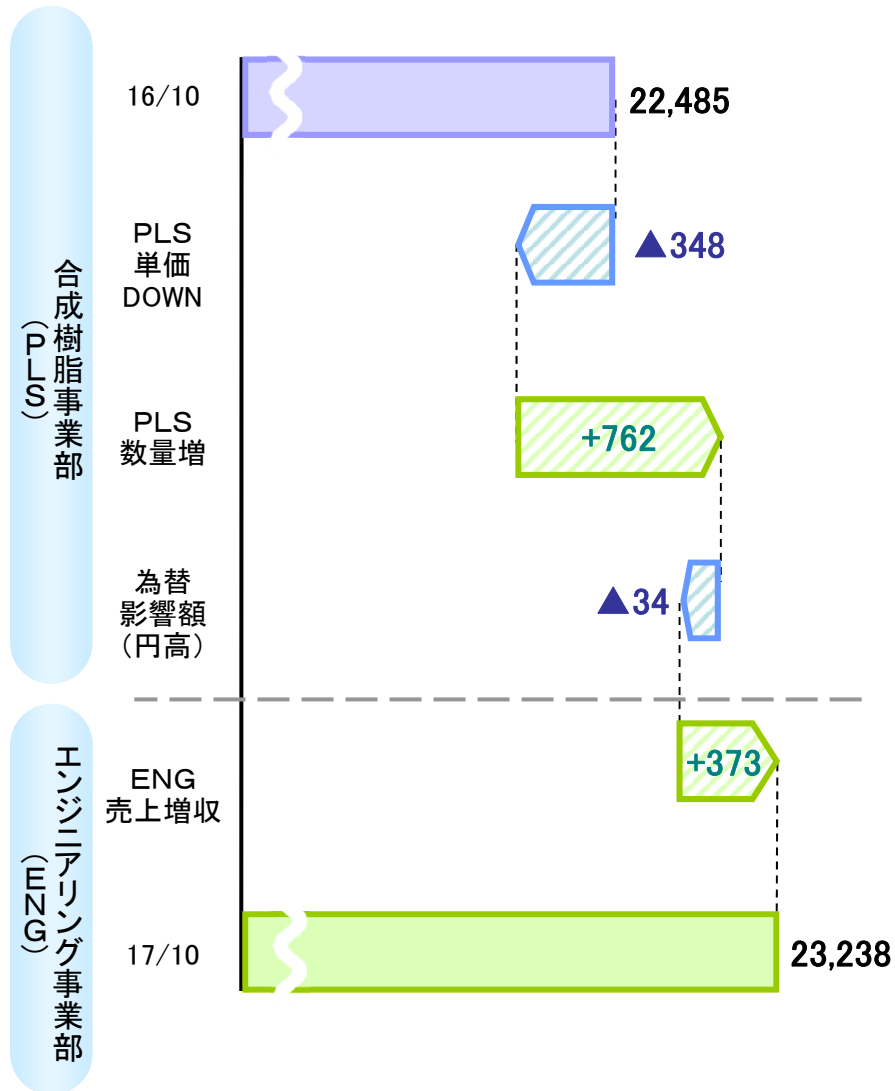 合成樹脂事業部
（ＰＬＳ）
16/10
22,485
PLS
単価
DOWN
▲348
PLS
数量増
+762
為替
影響額
（円高）
▲34
エンジニアリング事業部
（ＥＮＧ）
ENG
売上増収
+373
17/10
23,238